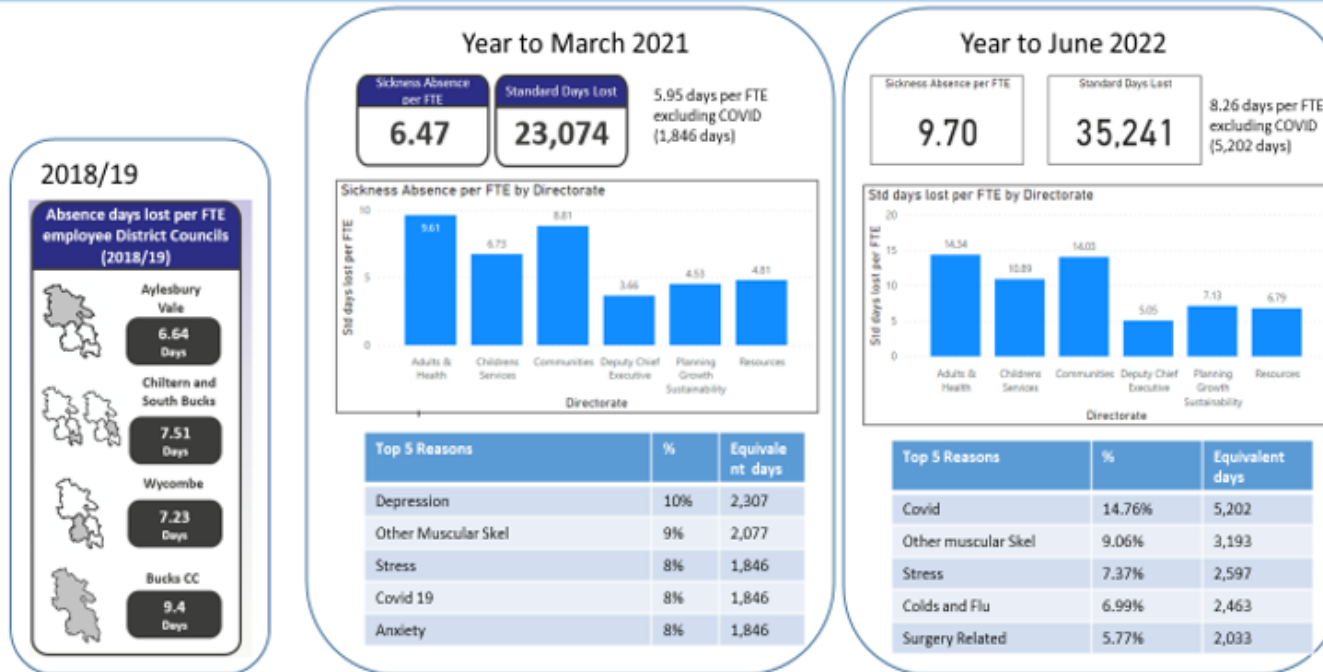 2018/19
Absence days lost per FTE
employee District Councils
(2018/19)
Aylesbury
Vale
6.64
Days
Chiltern and
South Bucks
7.51
Days
Wycombe
7.23
Days
Bucks CC
9.4
Days
Year to March 2021
Sickness Absence
per FTE
6.47
Standard Days Lost
23,074
5.95 days per FTE
excluding COVID
(1,846 days)
Sickness Absence per FTE by Directorate
Std days lost per FTE
10
5
0
9.61
6.73
8.81
3.66
4.53
4.81
Adults &
Health
Childrens
Services
Communities
Deputy Chief
Executive
Planning
Growth
Sustainability
Resources
Directorate
Top 5 Reasons % Equivale
nt days
Depression 10% 2,307
Other Muscular Skel 9% 2,077
Stress 8% 1,846
Covid 19 8% 1,846
Anxiety 8% 1,846
Year to June 2022
Sickness Absence per FTE
9.70
Standard Days Lost
35,241
8.26 days per FTE
excluding COVID
(5,202 days)
Std days lost per FTE by Directorate
Std days lost per FTE
20
15
10
5
0
14.34
10.89
14.03
5.05
7.13
6.79
Adults &
Health
Childrens
Services
Communities
Deputy Chief
Executive
Planning
Growth
Sustainability
Resources
Directorate
Top 5 Reasons % Equivalent
days
Covid 14.76% 5,202
Other muscular Skel 9.06% 3,193
Stress 7.37% 2,597
Colds and Flu 6.99% 2,463
Surgery Related 5.77% 2,033